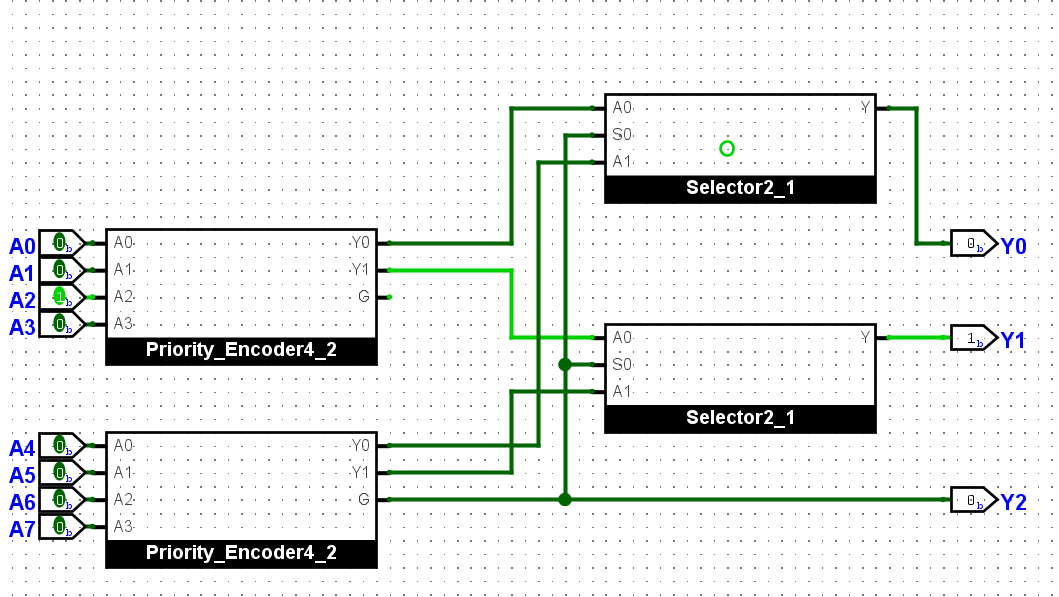 A0 Y
S0
A1
Selector2_1
A0 0b A0 Y0 0b Y0
A1 0b A1 Y1
A2 1b A2 G
A3 0b A3
Priority_Encoder4_2
A0 Y 1b Y1
S0
A1
Selector2_1
A4 0b A0 Y0
A5 0b A1 Y1
A6 0b A2 G 0b Y2
A7 0b A3
Priority_Encoder4_2